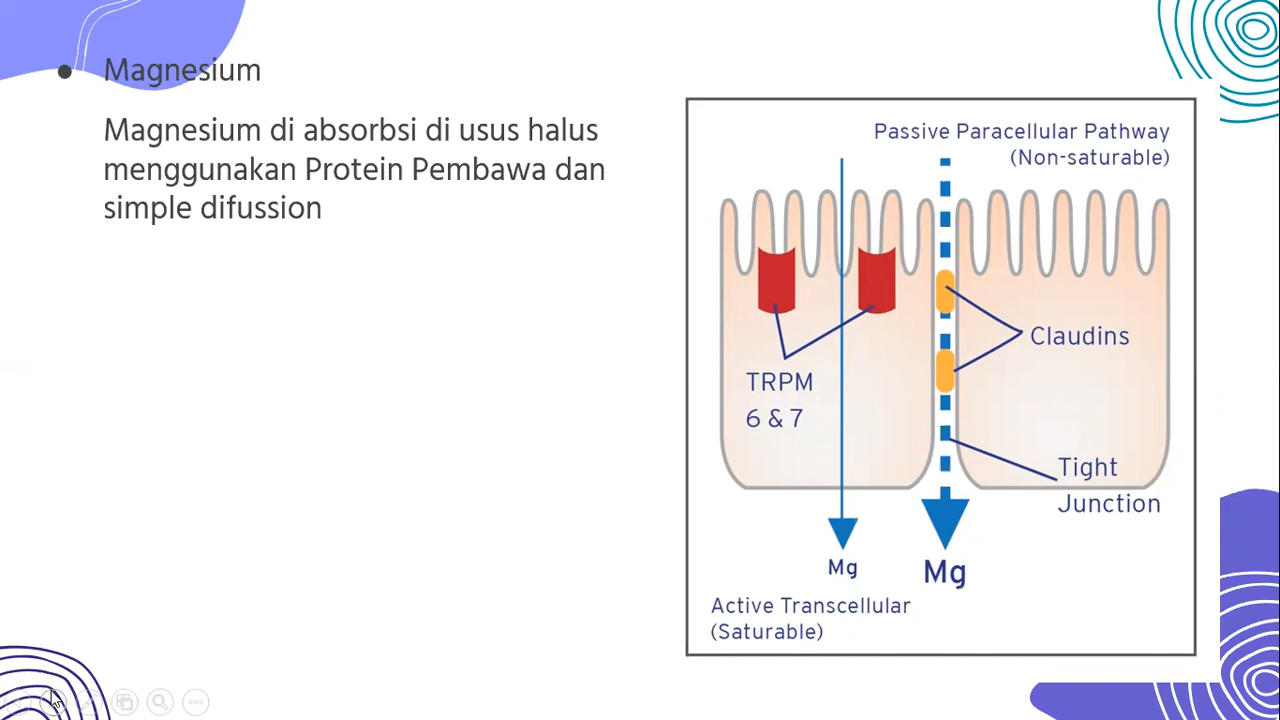 Magnesium
Magnesium di absorbsi di usus halus
menggunakan Protein Pembawa dan
simple difussion
Passive Paracellular Pathway
(Non-saturable)
Claudins
TRPM
6 & 7
Tight
Junction
Mg
Mg
Active Transcellular
(Saturable)